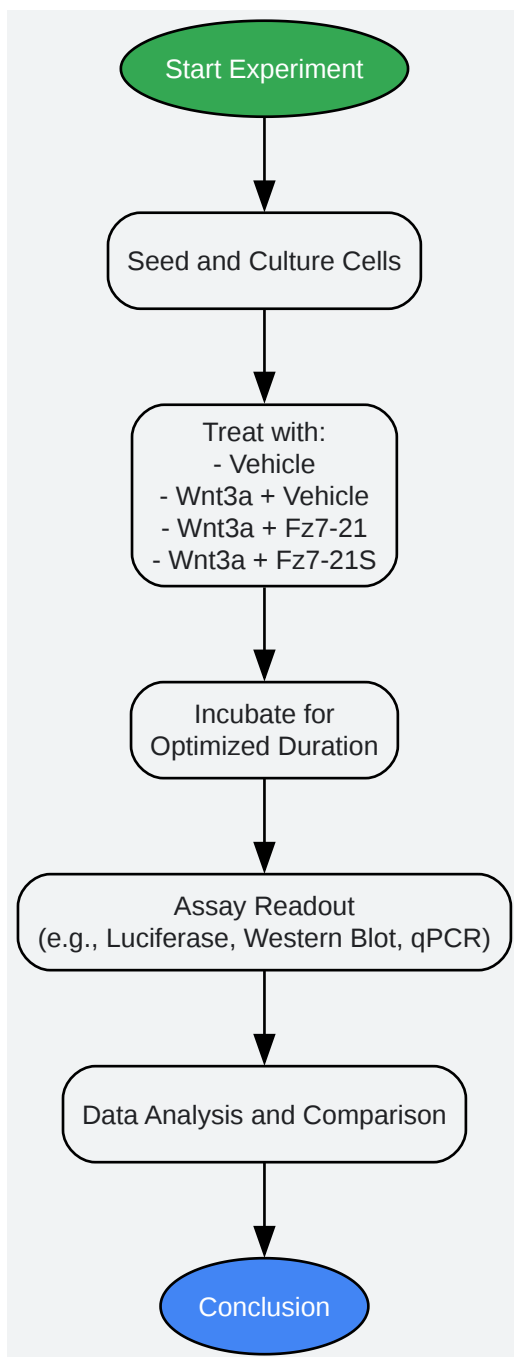 Start Experiment
Seed and Culture Cells
Treat with:
- Vehicle
- Wnt3a + Vehicle
- Wnt3a + Fz7-21
- Wnt3a + Fz7-21S
Incubate for
Optimized Duration
Assay Readout
(e.g., Luciferase, Western Blot, qPCR)
Data Analysis and Comparison
Conclusion